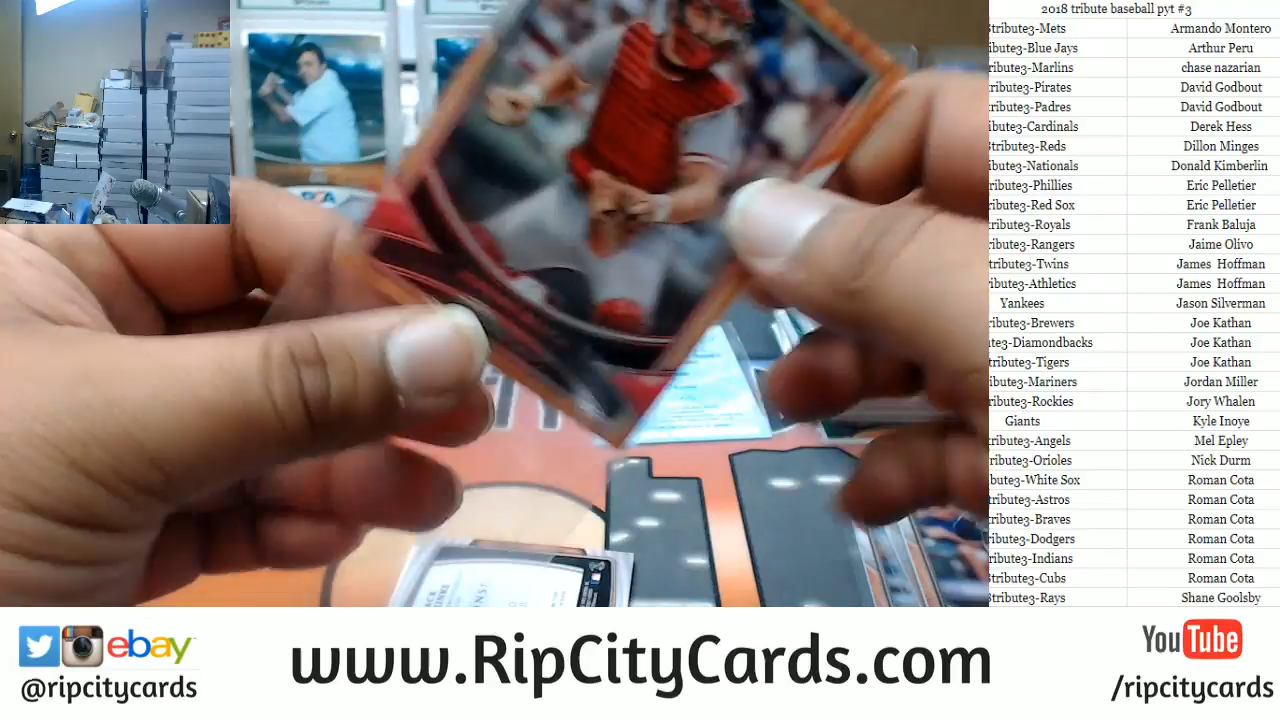 2018 tribute baseball pyt #3
tribute3-Mets Armando Montero
ibute3-Blue Jays Arthur Peru
tribute3-Marlins chase nazarian
ribute3-Pirates David Godbout
ribute3-Padres David Godbout
ibute3-Cardinals Derek Hess
tribute3-Reds Dillon Minges
ibute3-Nationals Donald Kimberlin
ribute3-Phillies Eric Pelletier
ibute3-Red Sox Eric Pelletier
ribute3-Royals Frank Baluja
ribute3-Rangers Jaime Olivo
tribute3-Twins James Hoffman
ribute3-Athletics James Hoffman
Yankees Jason Silverman
ribute3-Brewers Joe Kathan
te3-Diamondbacks Joe Kathan
tribute3-Tigers Joe Kathan
ibute3-Mariners Jordan Miller
ribute3-Rockies Jory Whalen
Giants Kyle Inoye
ribute3-Angels Mel Epley
ribute3-Orioles Nick Durm
bute3-White Sox Roman Cota
ribute3-Astros Roman Cota
ribute3-Braves Roman Cota
ibute3-Dodgers Roman Cota
ribute3-Indians Roman Cota
tribute3-Cubs Roman Cota
tribute3-Rays Shane Goolsby
ebay
@ripcitycards
www.RipCityCards.com
YouTube
/ripcitycards